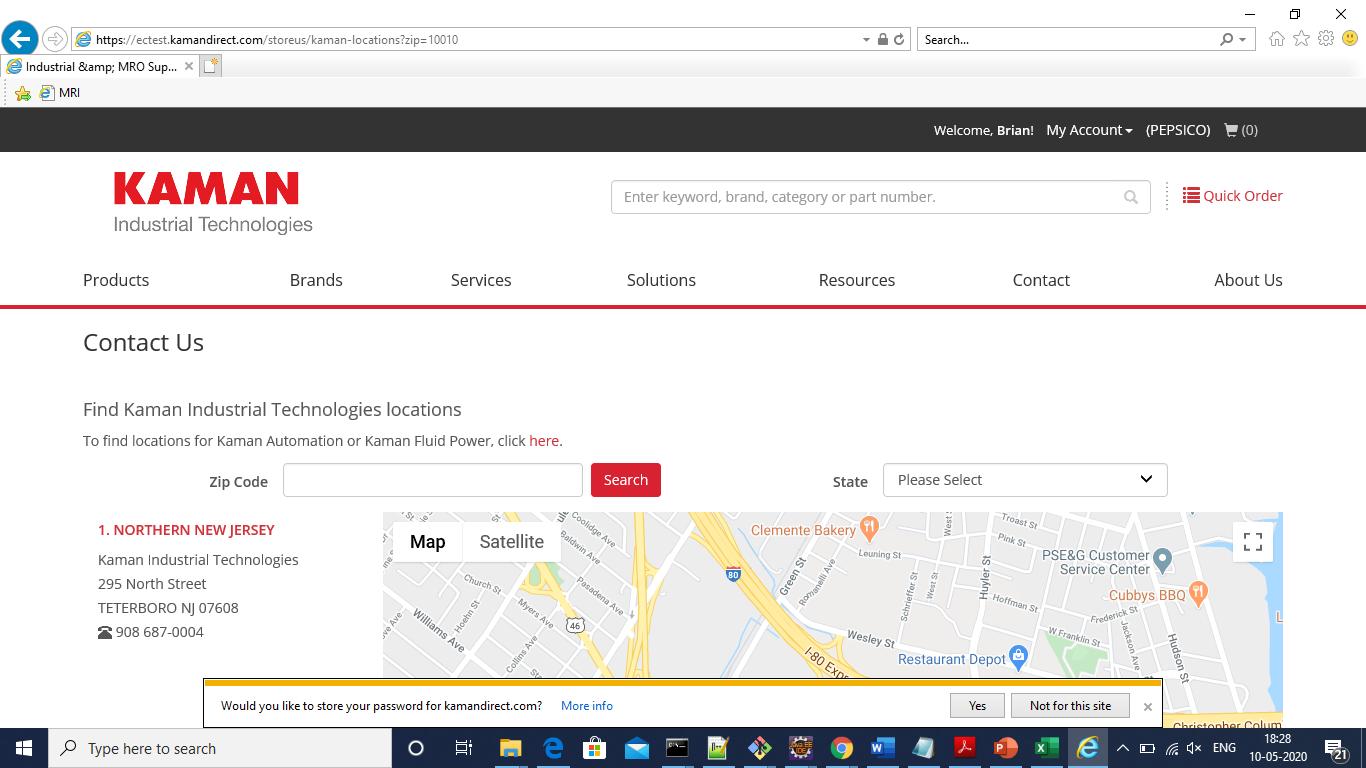 https://ectest.kamandirect.com/storeus/kaman-locations?zip=10010
Search...
Industrial &amp; MRO Sup...
MRI
Welcome, Brian! My Account (PEPSICO) (0)
KAMAN
Industrial Technologies
Enter keyword, brand, category or part number.
Quick Order
Products Brands Services Solutions Resources Contact About Us
Contact Us
Find Kaman Industrial Technologies locations
To find locations for Kaman Automation or Kaman Fluid Power, click here.
Zip Code Search State Please Select
1. NORTHERN NEW JERSEY
Kaman Industrial Technologies
295 North Street
TETERBORO NJ 07608
908 687-0004
Map Satellite
Coolidge Ave
Baldwin Ave
Pasadena Ave
Church St
Hoehn St
Myers Ave
Williams Ave
Collins Ave
46
80
Clemente Bakery
Green St
Romanelli Ave
Leuning St
Schrieffer St
West St
West St
Huyler St
Troast St
Pink St
PSE&G Customer
Service Center
Cubbys BBQ
Hoffman St
Frederick St
Jackson Ave
W Franklin St
Hudson St
Wesley St
I-80 Expr
Restaurant Depot
Christopher Colum
Would you like to store your password for kamandirect.com? More info Yes Not for this site
Type here to search
ENG
18:28
10-05-2020
21